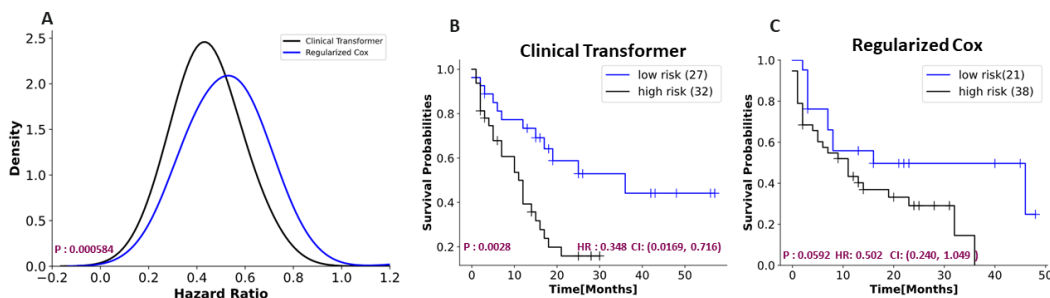 A
Density
2.5
2.0
1.5
1.0
0.5
0.0
Clinical Transformer
Regularized Cox
P : 0.000584
−0.2 0.0 0.2 0.4 0.6 0.8 1.0 1.2
Hazard Ratio
B
Clinical Transformer
Survival Probabilities
1.0
0.8
0.6
0.4
0.2
low risk (27)
high risk (32)
P : 0.0028 HR : 0.348 CI: (0.0169, 0.716)
0 10 20 30 40 50
Time[Months]
C
Regularized Cox
Survival Probabilities
1.0
0.8
0.6
0.4
0.2
0.0
low risk(21)
high risk (38)
P : 0.0592 HR: 0.502 CI: (0.240, 1.049 )
0 10 20 30 40 50
Time[Months]